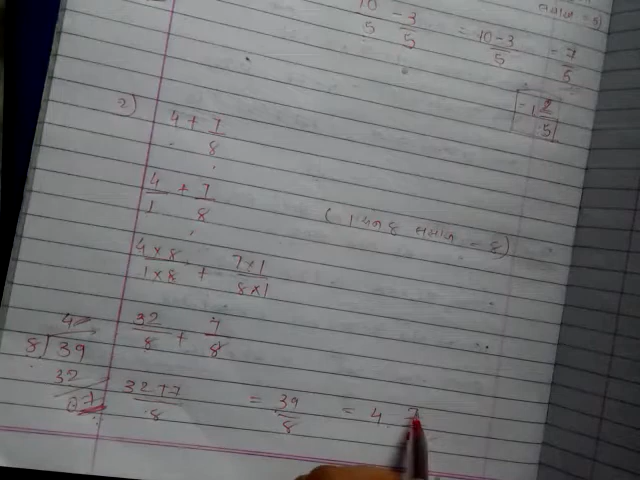 10/5 - 3/5 = 10-3/5 = 7/5
= 1 2/5
2) 4 + 7/8
4/1 + 7/8
4×8/1×8 + 7×1/8×1
32/8 + 7/8
32+7/8 = 39/8 = 4 7
4
8) 39
32
07